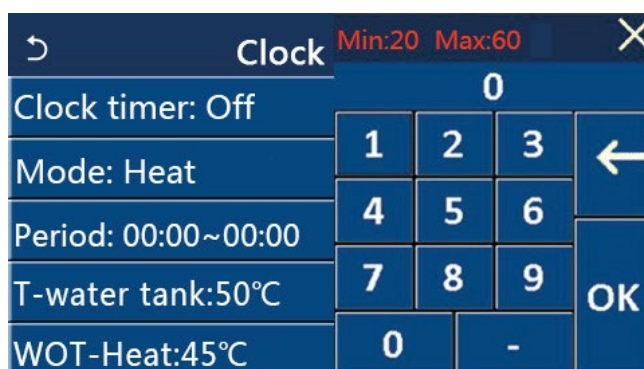 Clock
Clock timer: Off
Mode: Heat
Period: 00:00~00:00
T-water tank:50℃
WOT-Heat:45℃
Min:20 Max:60
0
1 2 3
4 5 6
7 8 9
OK
0 -